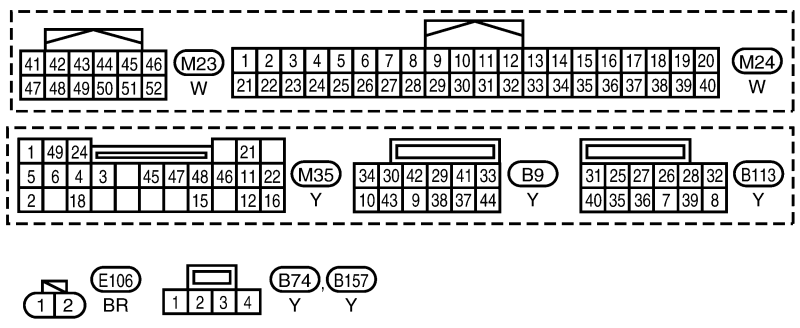 41 42 43 44 45 46
47 48 49 50 51 52
M23
W
1 2 3 4 5 6 7 8 9 10 11 12 13 14 15 16 17 18 19 20
21 22 23 24 25 26 27 28 29 30 31 32 33 34 35 36 37 38 39 40
M24
W
1 49 24 21
5 6 4 3 45 47 48 46 11 22
2 18 15 12 16
M35
Y
34 30 42 29 41 33
10 43 9 38 37 44
B9
Y
31 25 27 26 28 32
40 35 36 7 39 8
B113
Y
1 2
E106
BR
1 2 3 4
B74 , B157
Y Y